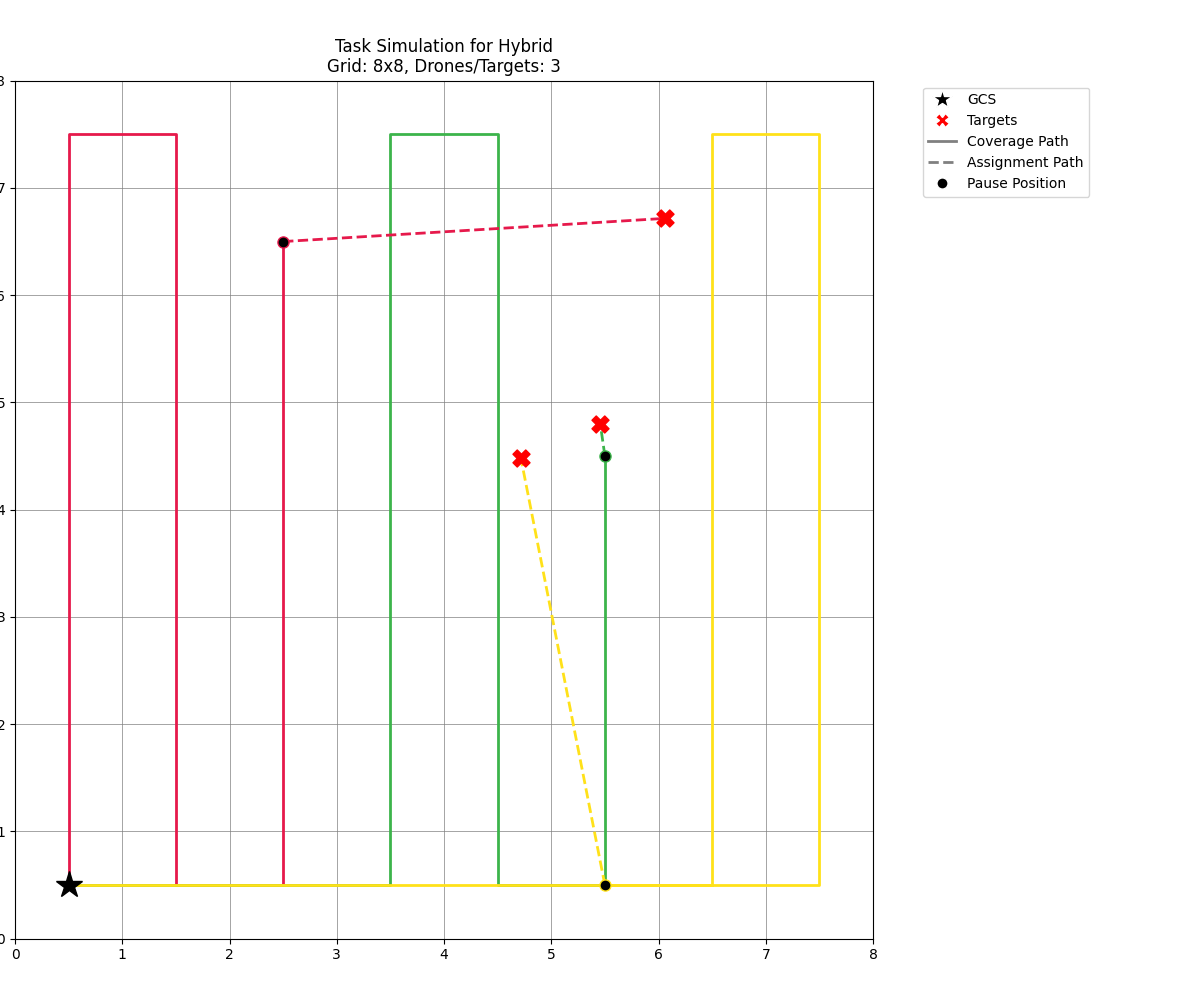 Task Simulation for Hybrid
Grid: 8x8, Drones/Targets: 3
GCS
Targets
Coverage Path
Assignment Path
Pause Position
8
7
6
5
4
3
2
1
0
0 1 2 3 4 5 6 7 8